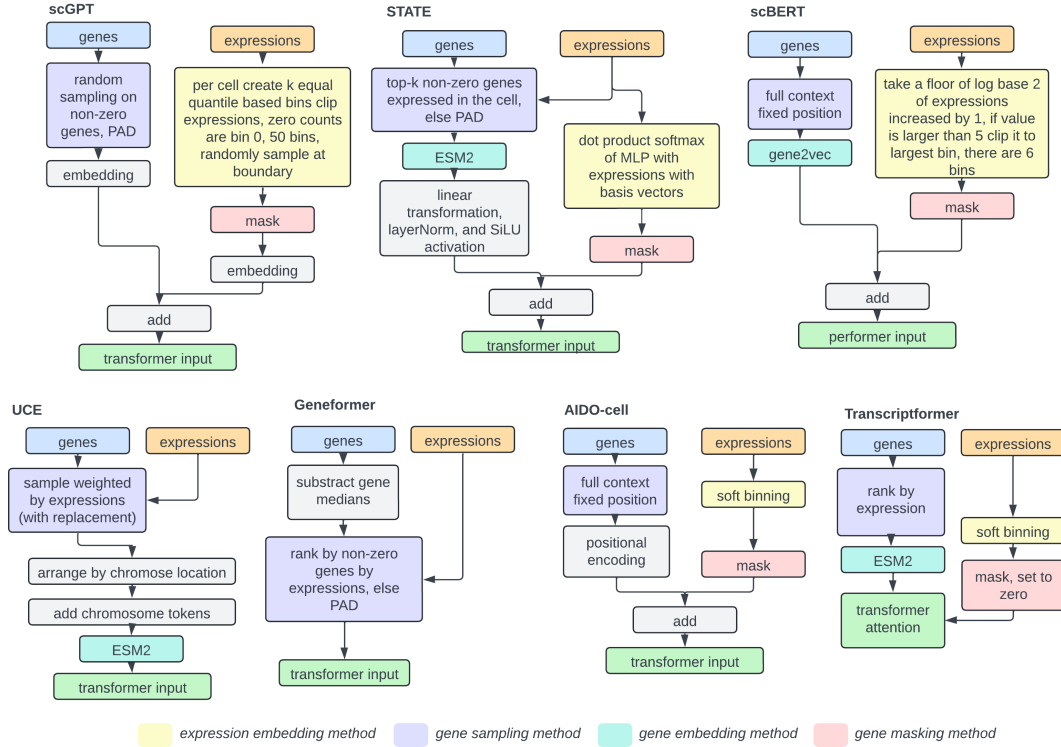 scGPT
genes
expressions
random
sampling on
non-zero
genes, PAD
per cell create k equal
quantile based bins clip
expressions, zero counts
are bin 0, 50 bins,
randomly sample at
boundary
embedding
mask
embedding
add
transformer input
STATE
genes
expressions
top-k non-zero genes
expressed in the cell,
else PAD
dot product softmax
of MLP with
expressions with
basis vectors
ESM2
linear
transformation,
layerNorm, and SiLU
activation
mask
add
transformer input
scBERT
genes
expressions
full context
fixed position
take a floor of log base 2
of expressions
increased by 1, if value
is larger than 5 clip it to
largest bin, there are 6
bins
gene2vec
mask
add
performer input
UCE
genes
expressions
sample weighted
by expressions
(with replacement)
arrange by chromose location
add chromosome tokens
ESM2
transformer input
Geneformer
genes
expressions
substract gene
medians
rank by non-zero
genes by
expressions, else
PAD
transformer input
AIDO-cell
genes
expressions
full context
fixed position
soft binning
positional
encoding
mask
add
transformer input
Transcriptformer
genes
expressions
rank by
expression
soft binning
ESM2
mask, set to
zero
transformer
attention
expression embedding method
gene sampling method
gene embedding method
gene masking method